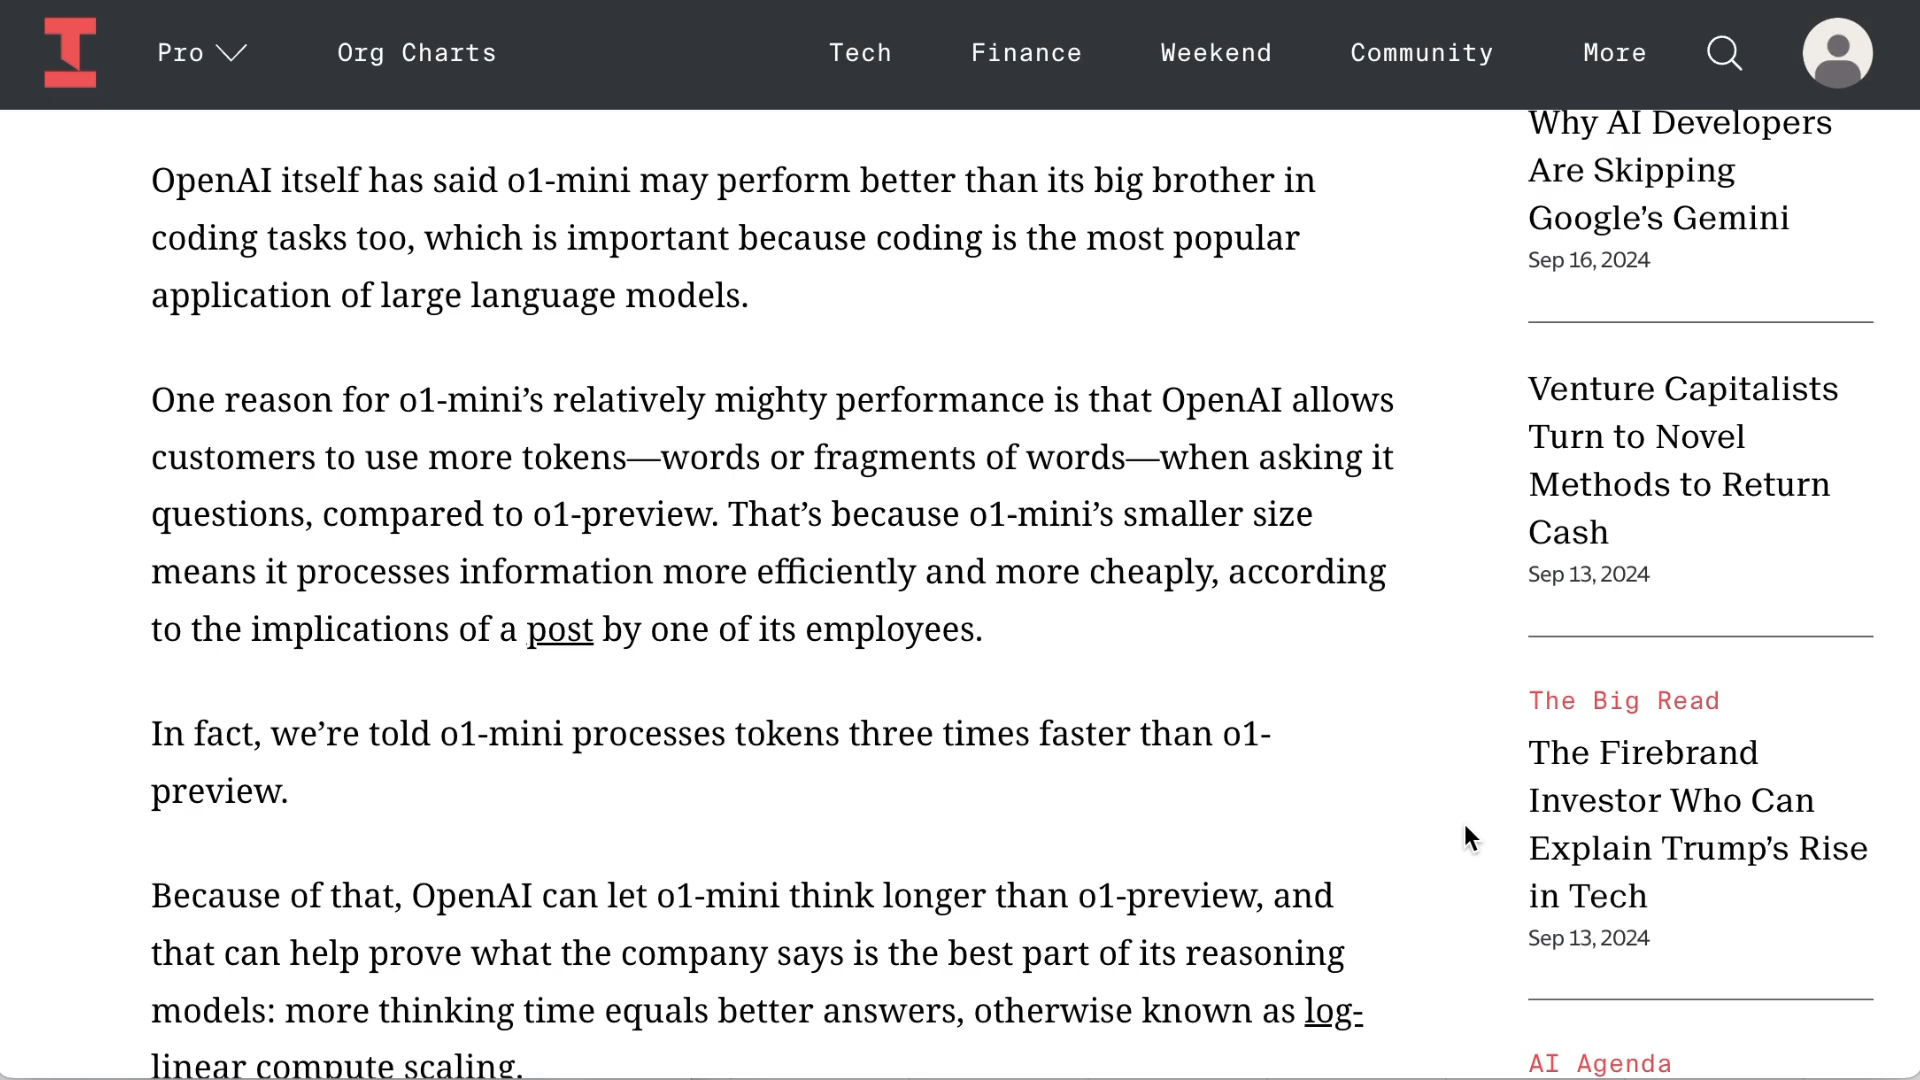 Pro
Org Charts
Tech
Finance
Weekend
Community
More
OpenAI itself has said o1-mini may perform better than its big brother in
coding tasks too, which is important because coding is the most popular
application of large language models.
One reason for o1-mini’s relatively mighty performance is that OpenAI allows
customers to use more tokens—words or fragments of words—when asking it
questions, compared to o1-preview. That’s because o1-mini’s smaller size
means it processes information more efficiently and more cheaply, according
to the implications of a post by one of its employees.
In fact, we’re told o1-mini processes tokens three times faster than o1-
preview.
Because of that, OpenAI can let o1-mini think longer than o1-preview, and
that can help prove what the company says is the best part of its reasoning
models: more thinking time equals better answers, otherwise known as log-
linear compute scaling.
Why AI Developers
Are Skipping
Google’s Gemini
Sep 16, 2024
Venture Capitalists
Turn to Novel
Methods to Return
Cash
Sep 13, 2024
The Big Read
The Firebrand
Investor Who Can
Explain Trump’s Rise
in Tech
Sep 13, 2024
AI Agenda